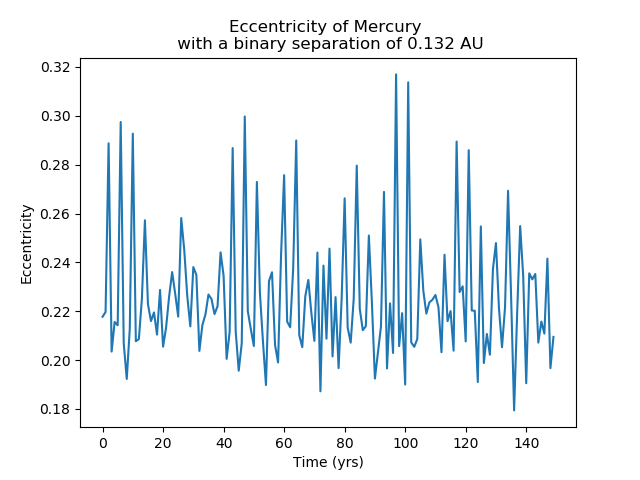 Eccentricity of Mercury
with a binary separation of 0.132 AU
0.32
0.30
0.28
0.26
0.24
0.22
0.20
0.18
Eccentricity
0 20 40 60 80 100 120 140
Time (yrs)